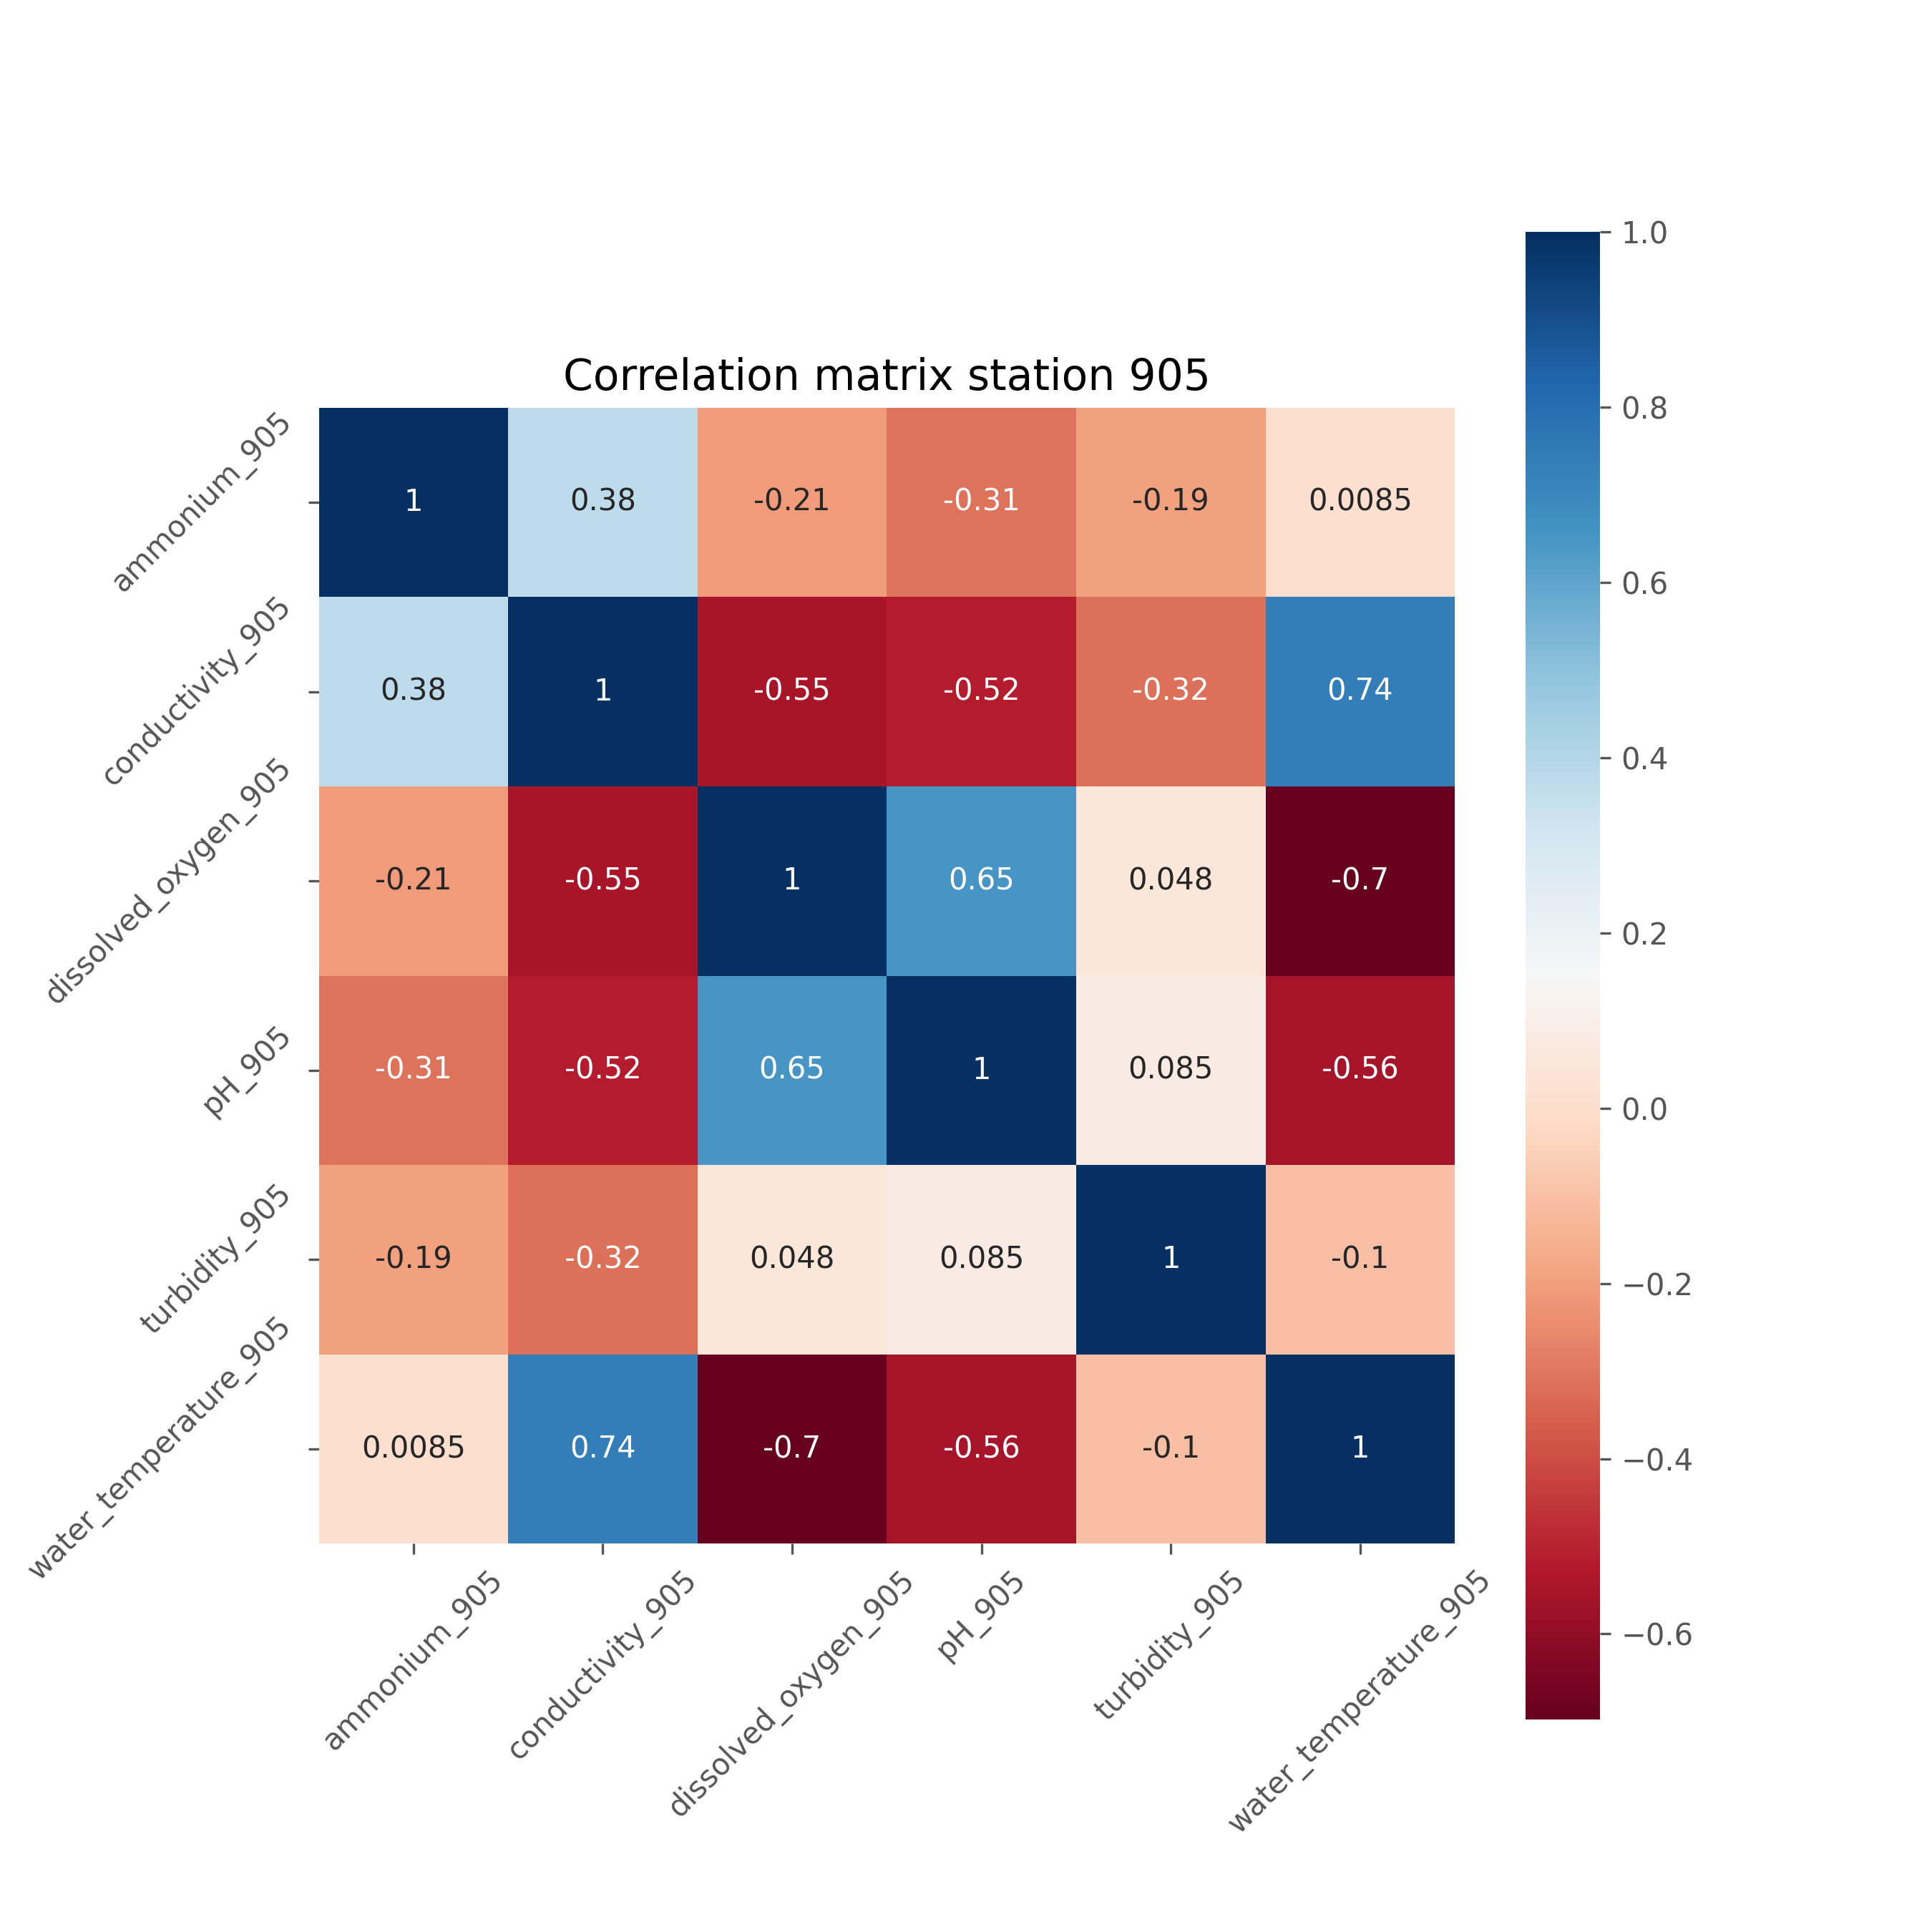 Correlation matrix station 905
ammonium_905
1 0.38 -0.21 -0.31 -0.19 0.0085
conductivity_905
0.38 1 -0.55 -0.52 -0.32 0.74
dissolved_oxygen_905
-0.21 -0.55 1 0.65 0.048 -0.7
pH_905
-0.31 -0.52 0.65 1 0.085 -0.56
turbidity_905
-0.19 -0.32 0.048 0.085 1 -0.1
water_temperature_905
0.0085 0.74 -0.7 -0.56 -0.1 1
ammonium_905
conductivity_905
dissolved_oxygen_905
pH_905
turbidity_905
water_temperature_905
1.0
0.8
0.6
0.4
0.2
0.0
−0.2
−0.4
−0.6